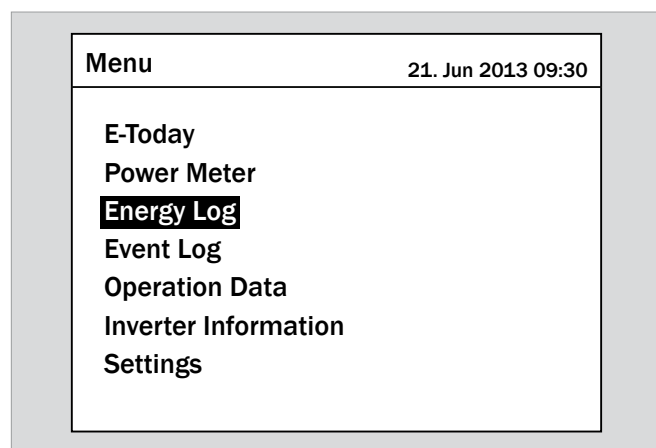 Menu
21. Jun 2013 09:30
E-Today
Power Meter
Energy Log
Event Log
Operation Data
Inverter Information
Settings